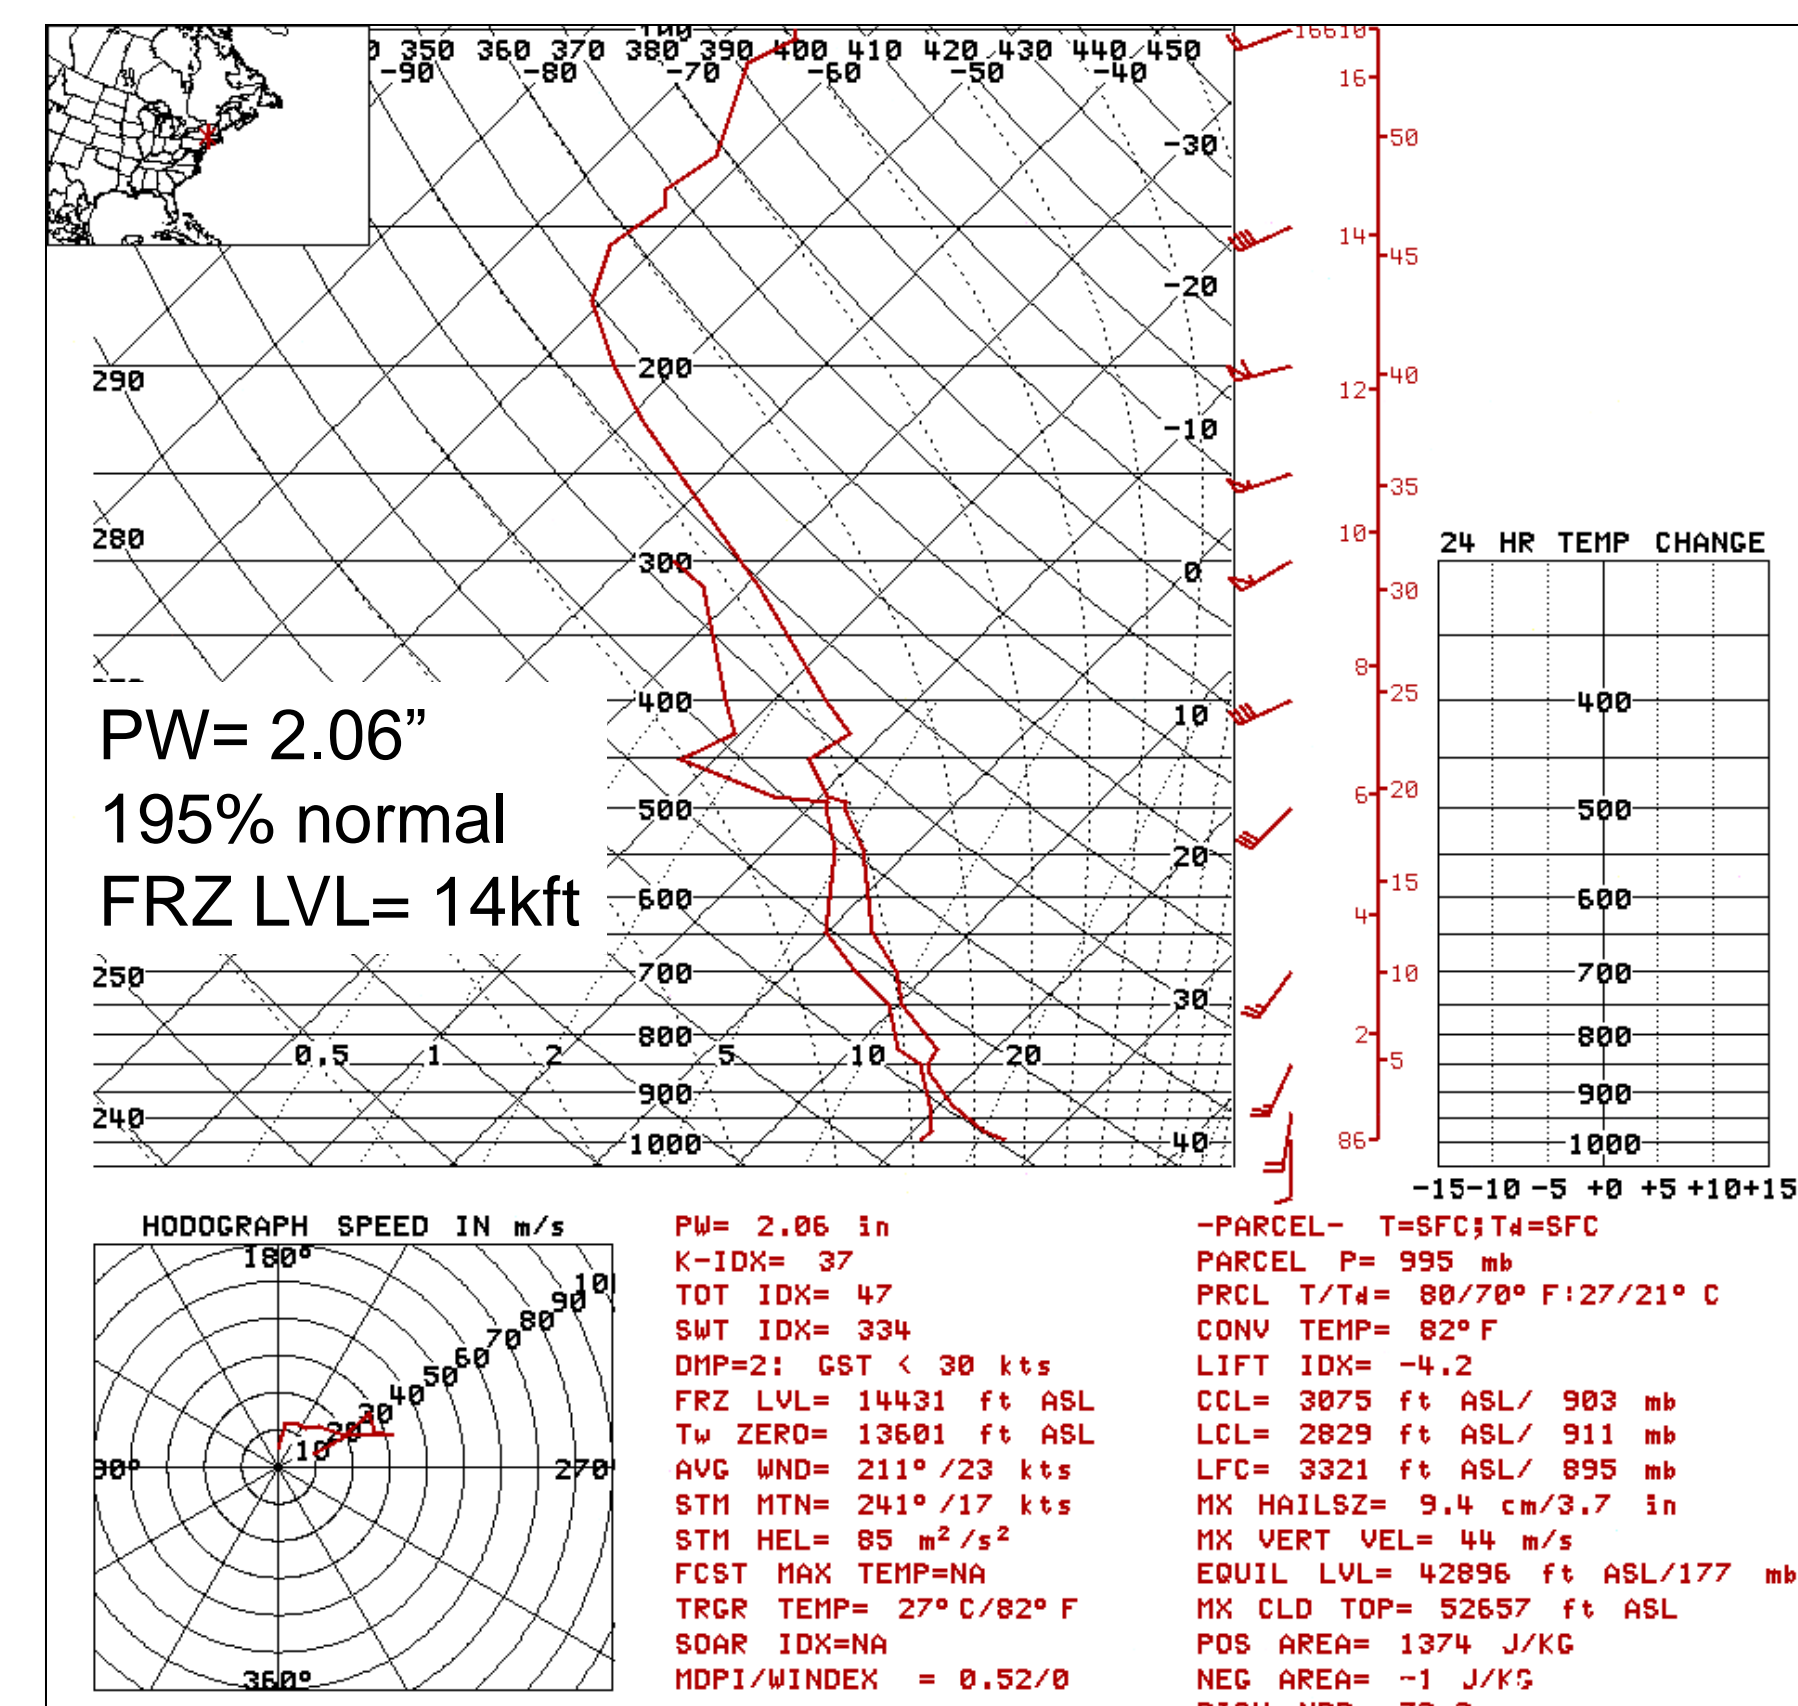 350 360 370 380 390 400 410 420 430 440 450
-90 -80 -70 -60 -50 -40
-30
-20
-10
0
10
20
30
40
290
280
250
240
200
300
400
500
600
700
800
900
1000
0.5 1 2 5 10 20
PW= 2.06”
195% normal
FRZ LVL= 14kft
16610
16
14
12
10
8
6
4
2
86
50
45
40
35
30
25
20
15
10
5
24 HR TEMP CHANGE
400
500
600
700
800
900
1000
-15-10 -5 +0 +5 +10+15
HODOGRAPH SPEED IN m/s
180°
10 20 30 40 50 60 70 80 90
270
360°
PW= 2.06 in
K-IDX= 37
TOT IDX= 47
SWT IDX= 334
DMP=2: GST < 30 kts
FRZ LVL= 14431 ft ASL
Tw ZERO= 13601 ft ASL
AVG WND= 211°/23 kts
STM MTN= 241°/17 kts
STM HEL= 85 m²/s²
FCST MAX TEMP=NA
TRGR TEMP= 27°C/82°F
SOAR IDX=NA
MDPI/WINDEX = 0.52/0
-PARCEL- T=SFC;Td=SFC
PARCEL P= 995 mb
PRCL T/Td= 80/70°F:27/21°C
CONV TEMP= 82°F
LIFT IDX= -4.2
CCL= 3075 ft ASL/ 903 mb
LCL= 2829 ft ASL/ 911 mb
LFC= 3321 ft ASL/ 895 mb
MX HAILSZ= 9.4 cm/3.7 in
MX VERT VEL= 44 m/s
EQUIL LVL= 42896 ft ASL/177 mb
MX CLD TOP= 52657 ft ASL
POS AREA= 1374 J/KG
NEG AREA= -1 J/KG